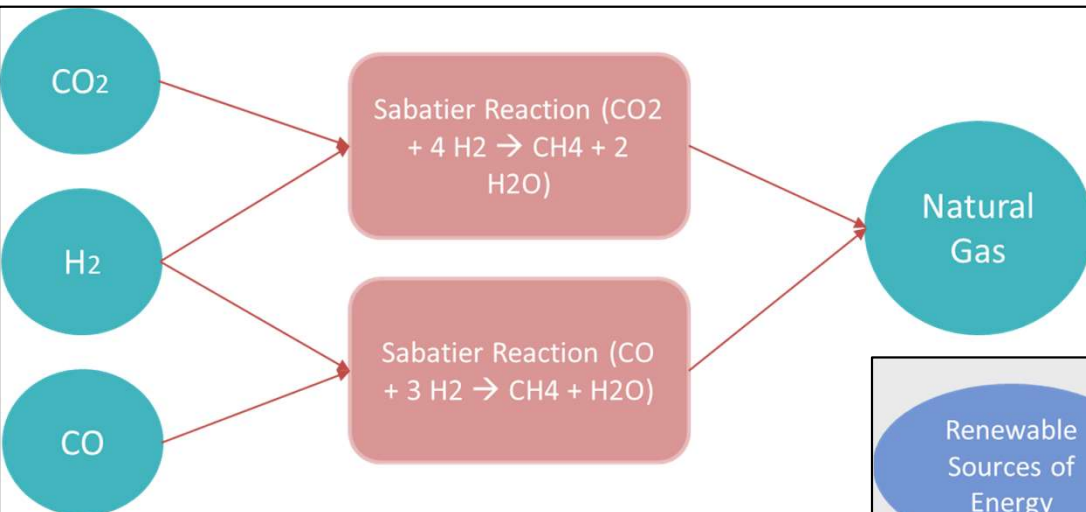 CO2
H2
CO
Sabatier Reaction (CO2
+ 4 H2 → CH4 + 2
H2O)
Sabatier Reaction (CO
+ 3 H2 → CH4 + H2O)
Natural
Gas
Renewable
Sources of
Energy